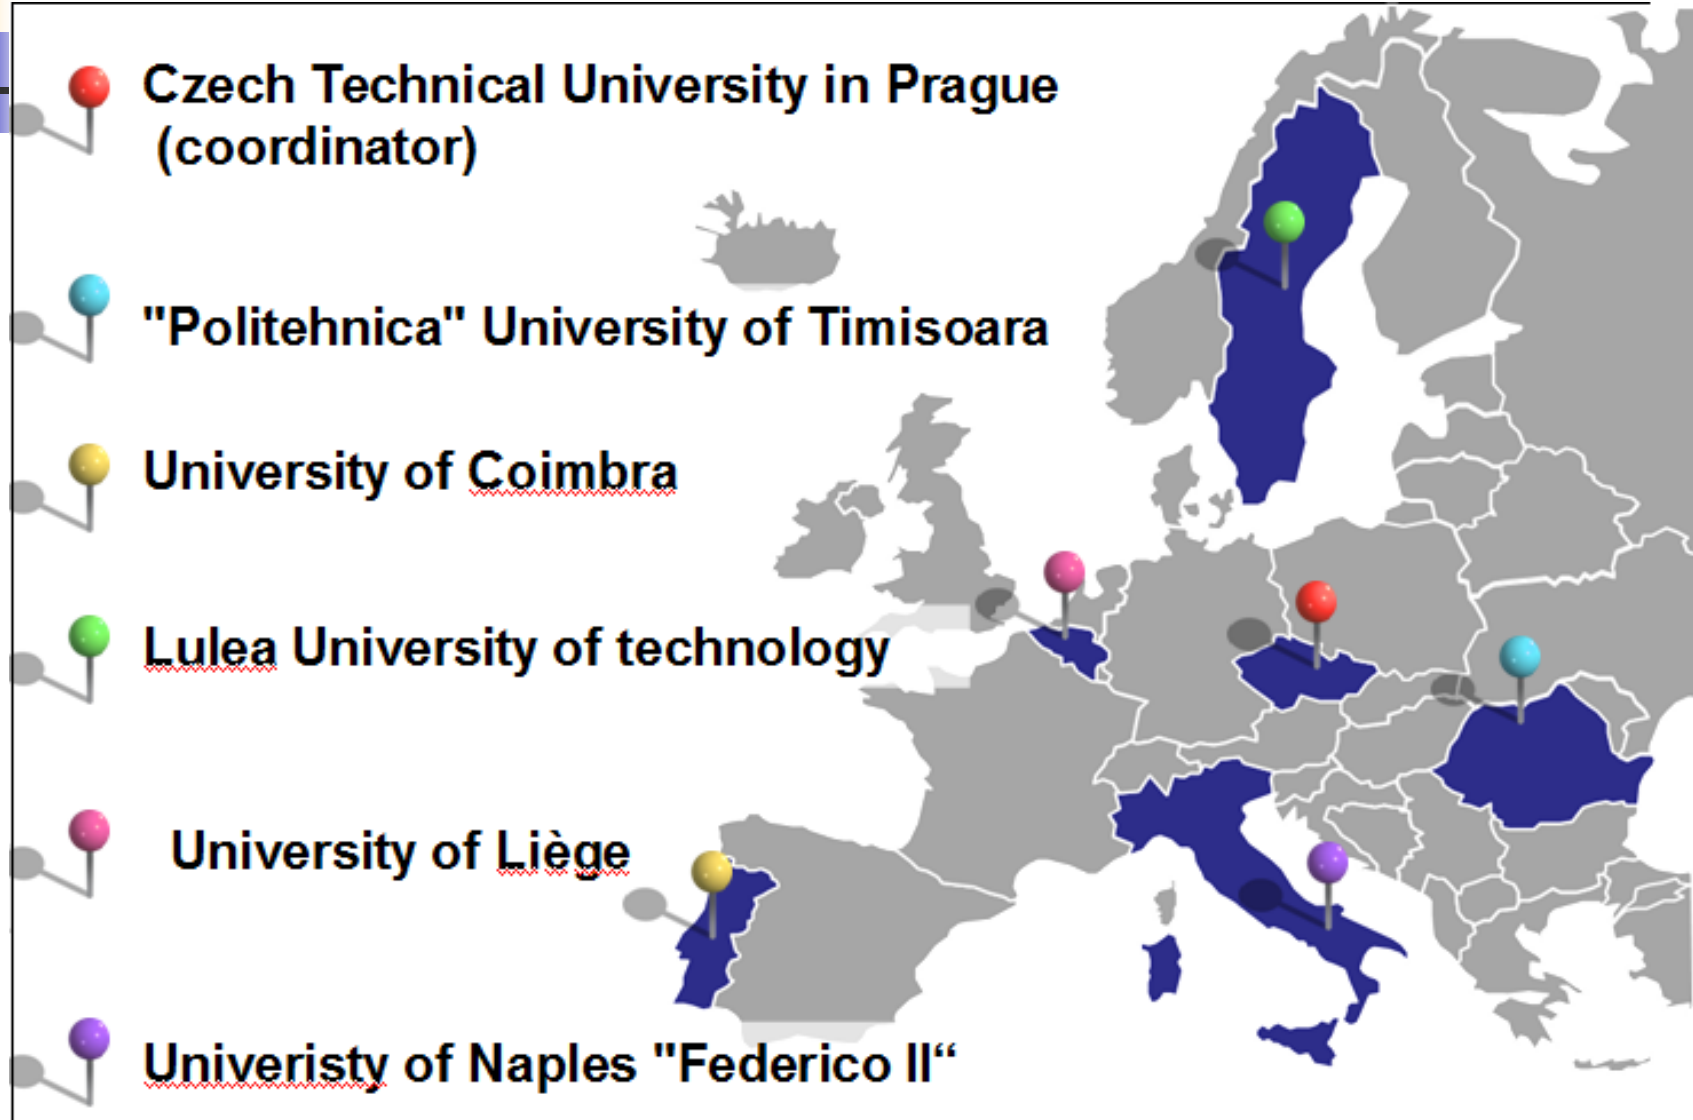 Czech Technical University in Prague
(coordinator)
"Politehnica" University of Timisoara
University of Coimbra
Lulea University of technology
University of Liège
Univeristy of Naples "Federico II“